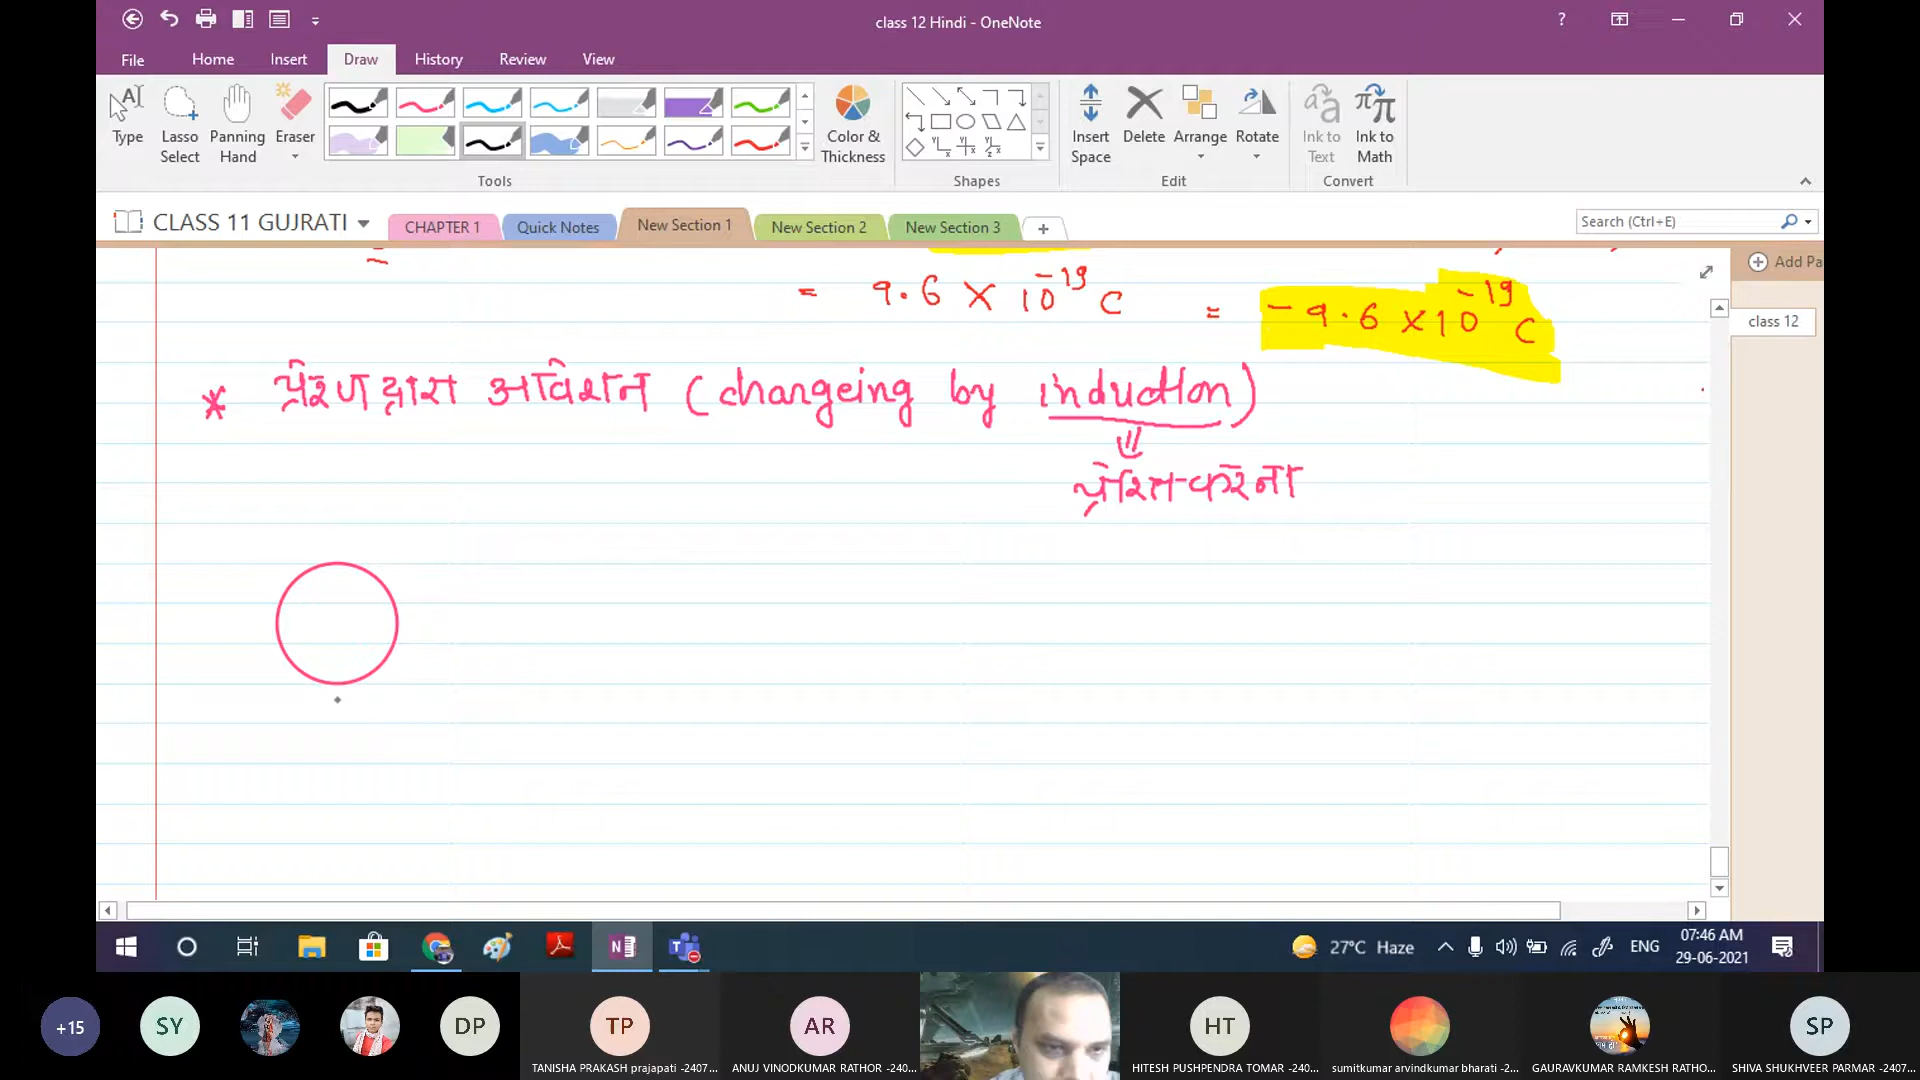 class 12 Hindi - OneNote
?
File Home Insert Draw History Review View
Type
Lasso Select
Panning Hand
Eraser
Color & Thickness
Insert Space
Delete
Arrange
Rotate
Ink to Text
Ink to Math
Tools
Shapes
Edit
Convert
CLASS 11 GUJRATI
CHAPTER 1
Quick Notes
New Section 1
New Section 2
New Section 3
Search (Ctrl+E)
Add Pa
class 12
= 9.6 X 10^-19 C = -9.6 X 10^-19 C
* प्रेरण द्वारा आवेशन (changeing by induction)
प्रेरित करना
27°C Haze
ENG
07:46 AM
29-06-2021
+15
SY
DP
TP
AR
HT
SP
TANISHA PRAKASH prajapati -2407...
ANUJ VINODKUMAR RATHOR -240...
HITESH PUSHPENDRA TOMAR -240...
sumitkumar arvindkumar bharati -2...
GAURAVKUMAR RAMKESH RATHO...
SHIVA SHUKHVEER PARMAR -2407...